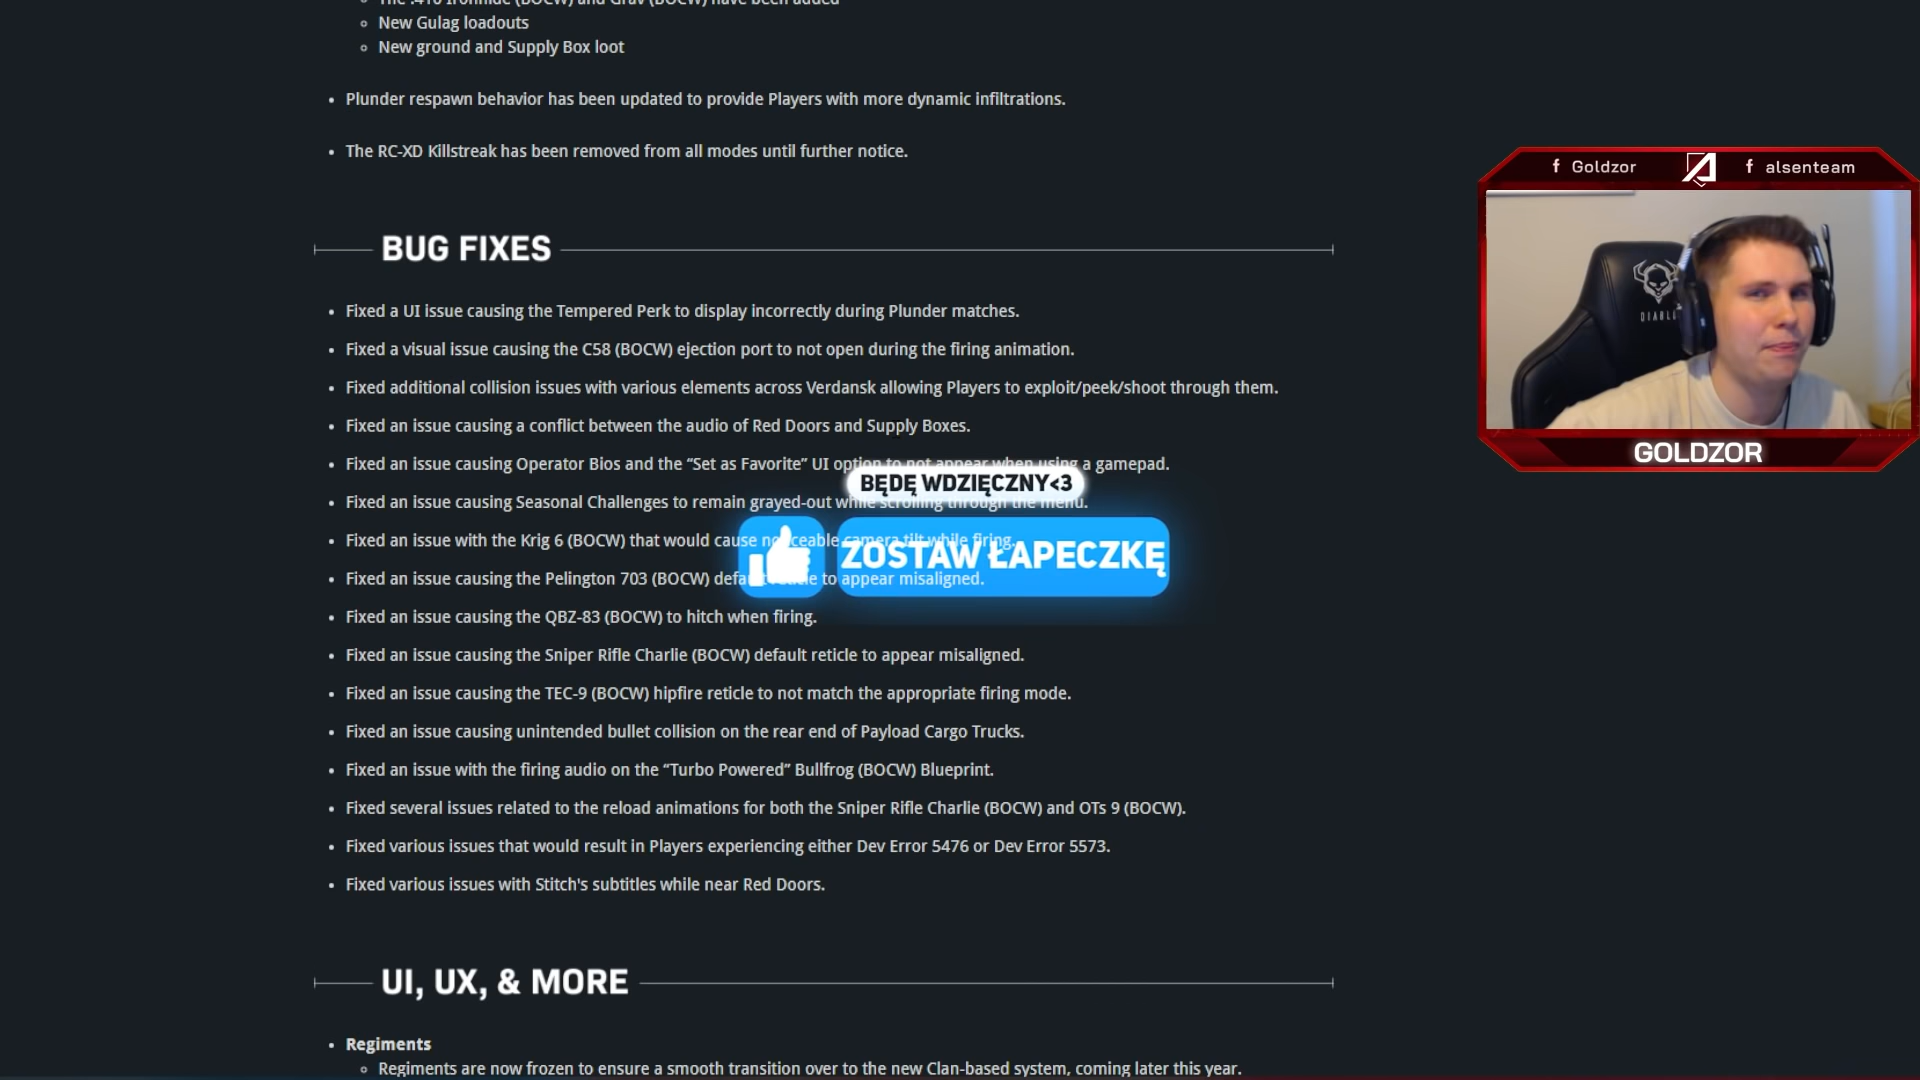 The .410 Ironhide (BOCW) and Grav (BOCW) have been added
New Gulag loadouts
New ground and Supply Box loot
Plunder respawn behavior has been updated to provide Players with more dynamic infiltrations.
The RC-XD Killstreak has been removed from all modes until further notice.
Goldzor
alsenteam
DIABLO
GOLDZOR
BUG FIXES
Fixed a UI issue causing the Tempered Perk to display incorrectly during Plunder matches.
Fixed a visual issue causing the C58 (BOCW) ejection port to not open during the firing animation.
Fixed additional collision issues with various elements across Verdansk allowing Players to exploit/peek/shoot through them.
Fixed an issue causing a conflict between the audio of Red Doors and Supply Boxes.
Fixed an issue causing Operator Bios and the “Set as Favorite” UI option to not appear when using a gamepad.
BĘDĘ WDZIĘCZNY<3
Fixed an issue causing Seasonal Challenges to remain grayed-out while scrolling through the menu.
Fixed an issue with the Krig 6 (BOCW) that would cause noticeable camera tilt while firing.
ZOSTAW ŁAPECZKĘ
Fixed an issue causing the Pelington 703 (BOCW) default reticle to appear misaligned.
Fixed an issue causing the QBZ-83 (BOCW) to hitch when firing.
Fixed an issue causing the Sniper Rifle Charlie (BOCW) default reticle to appear misaligned.
Fixed an issue causing the TEC-9 (BOCW) hipfire reticle to not match the appropriate firing mode.
Fixed an issue causing unintended bullet collision on the rear end of Payload Cargo Trucks.
Fixed an issue with the firing audio on the “Turbo Powered” Bullfrog (BOCW) Blueprint.
Fixed several issues related to the reload animations for both the Sniper Rifle Charlie (BOCW) and OTs 9 (BOCW).
Fixed various issues that would result in Players experiencing either Dev Error 5476 or Dev Error 5573.
Fixed various issues with Stitch's subtitles while near Red Doors.
UI, UX, & MORE
Regiments
Regiments are now frozen to ensure a smooth transition over to the new Clan-based system, coming later this year.